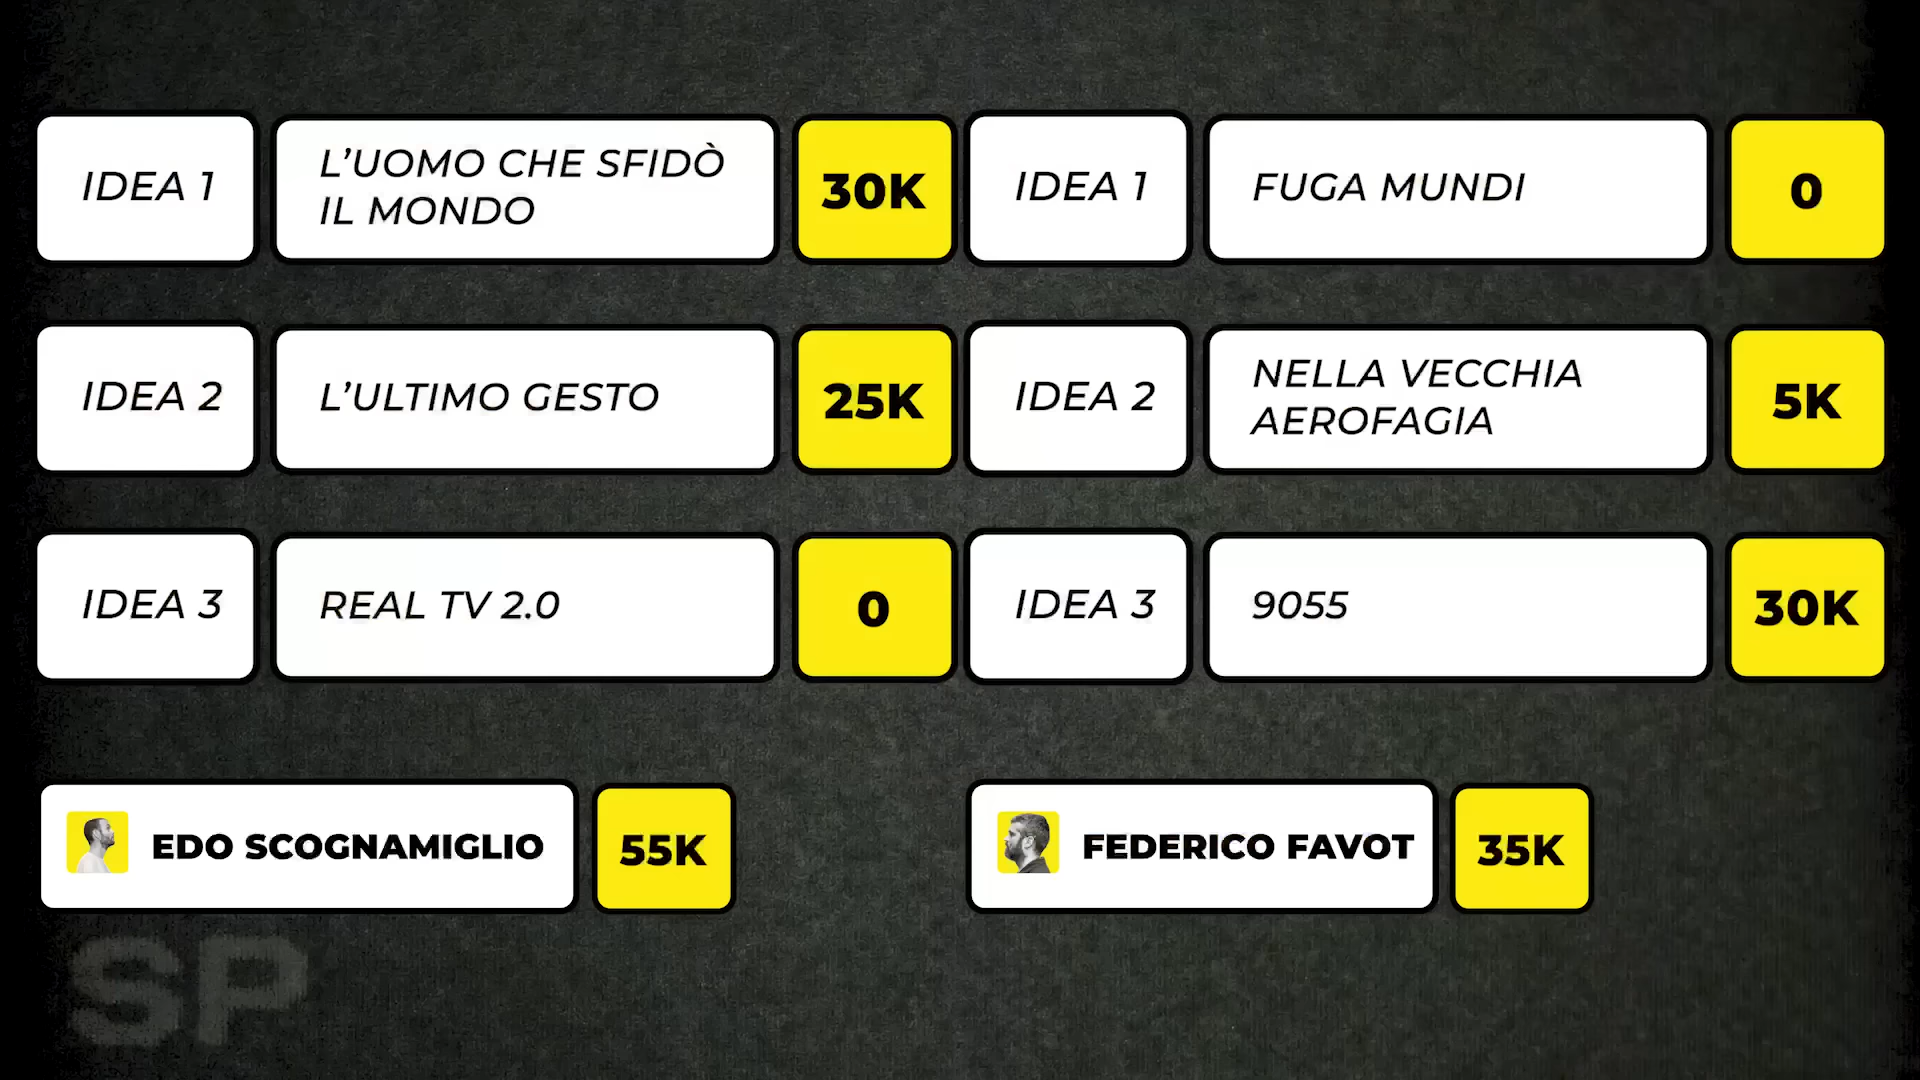 IDEA 1
L'UOMO CHE SFIDÒ
IL MONDO
30K
IDEA 2
L'ULTIMO GESTO
25K
IDEA 3
REAL TV 2.0
0
EDO SCOGNAMIGLIO
55K
IDEA 1
FUGA MUNDI
0
IDEA 2
NELLA VECCHIA
AEROFAGIA
5K
IDEA 3
9055
30K
FEDERICO FAVOT
35K
SP